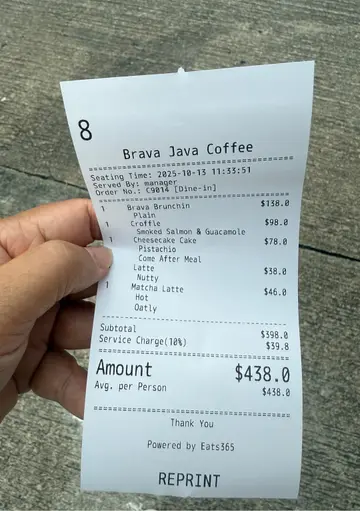 8
Brava Java Coffee
Seating Time: 2025-10-13 11:33:51
Served By: manager
Order No.: C9014 [Dine-in]
1 Brava Brunchin $138.0
Plain
1 Croffle $98.0
Smoked Salmon & Guacamole
1 Cheesecake Cake $78.0
Pistachio
Come After Meal
Latte $38.0
Nutty
1 Matcha Latte $46.0
Hot
Oatly
Subtotal $398.0
Service Charge(10%) $39.8
Amount $438.0
Avg. per Person $438.0
Thank You
Powered by Eats365
REPRINT